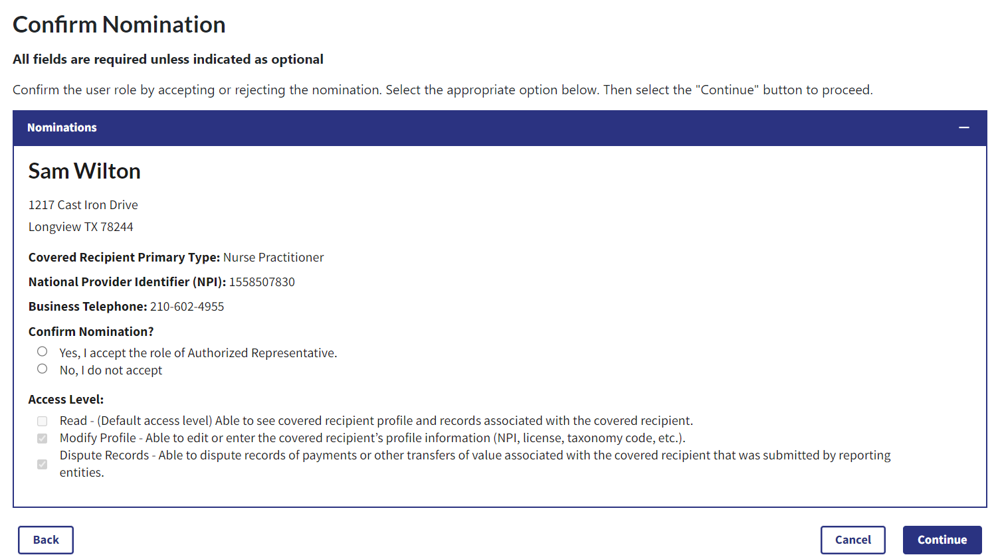 Confirm Nomination
All fields are required unless indicated as optional
Confirm the user role by accepting or rejecting the nomination. Select the appropriate option below. Then select the "Continue" button to proceed.
Nominations
Sam Wilton
1217 Cast Iron Drive
Longview TX 78244
Covered Recipient Primary Type: Nurse Practitioner
National Provider Identifier (NPI): 1558507830
Business Telephone: 210-602-4955
Confirm Nomination?
Yes, I accept the role of Authorized Representative.
No, I do not accept
Access Level:
Read - (Default access level) Able to see covered recipient profile and records associated with the covered recipient.
Modify Profile - Able to edit or enter the covered recipient’s profile information (NPI, license, taxonomy code, etc.).
Dispute Records - Able to dispute records of payments or other transfers of value associated with the covered recipient that was submitted by reporting
entities.
Back
Cancel
Continue